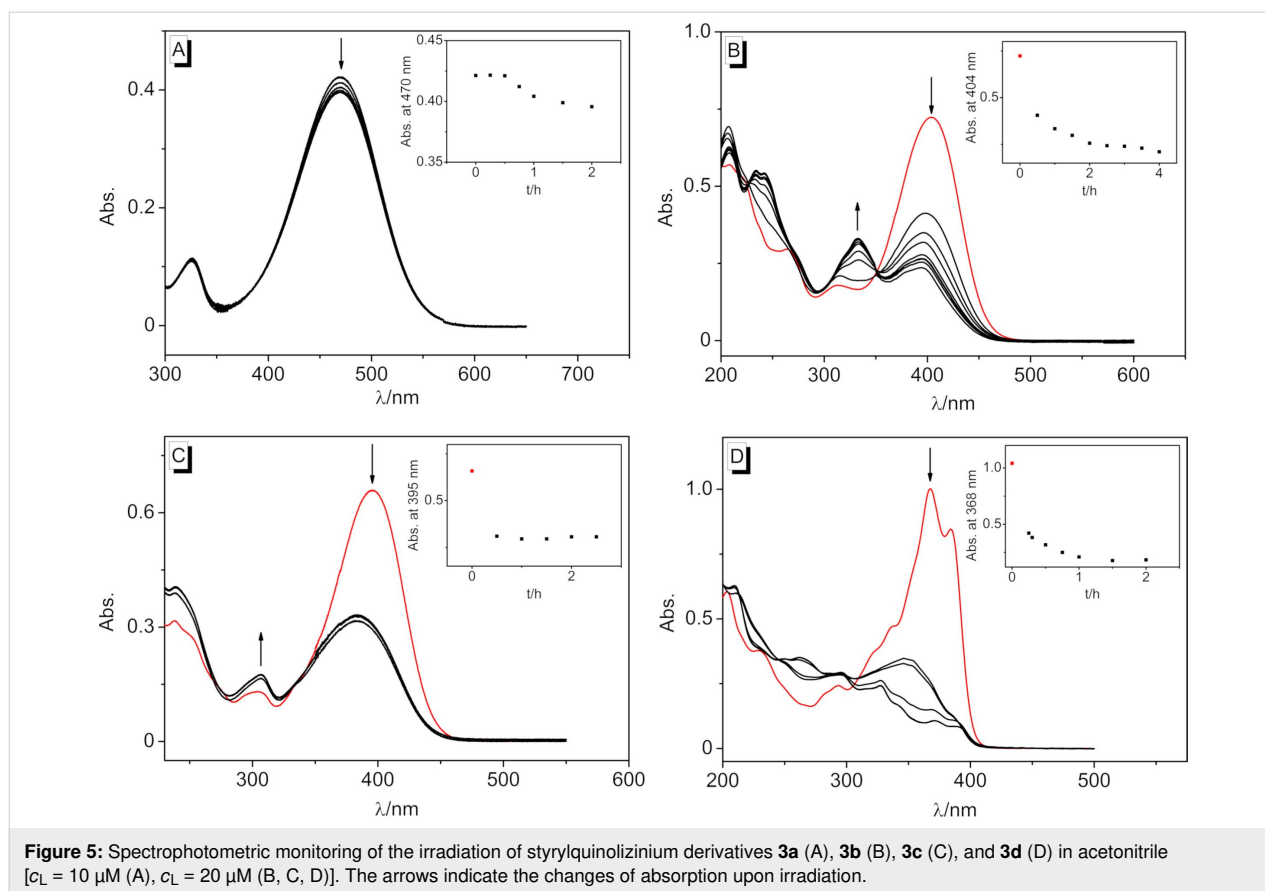 A
Abs.
0.4
0.2
0
300 400 500 600 700
λ/nm
Abs. at 470 nm
0.45
0.40
0.35
0 1 2
t/h
B
Abs.
1.0
0.5
0
200 300 400 500 600
λ/nm
Abs. at 404 nm
0.5
0 2 4
t/h
C
Abs.
0.6
0.3
0
300 400 500 600
λ/nm
Abs. at 395 nm
0.5
0 2
t/h
D
Abs.
1.0
0.5
0
200 300 400 500
λ/nm
Abs. at 368 nm
1.0
0.5
0 1 2
t/h
Figure 5: Spectrophotometric monitoring of the irradiation of styrylquinolizinium derivatives 3a (A), 3b (B), 3c (C), and 3d (D) in acetonitrile
[cL = 10 µM (A), cL = 20 µM (B, C, D)]. The arrows indicate the changes of absorption upon irradiation.